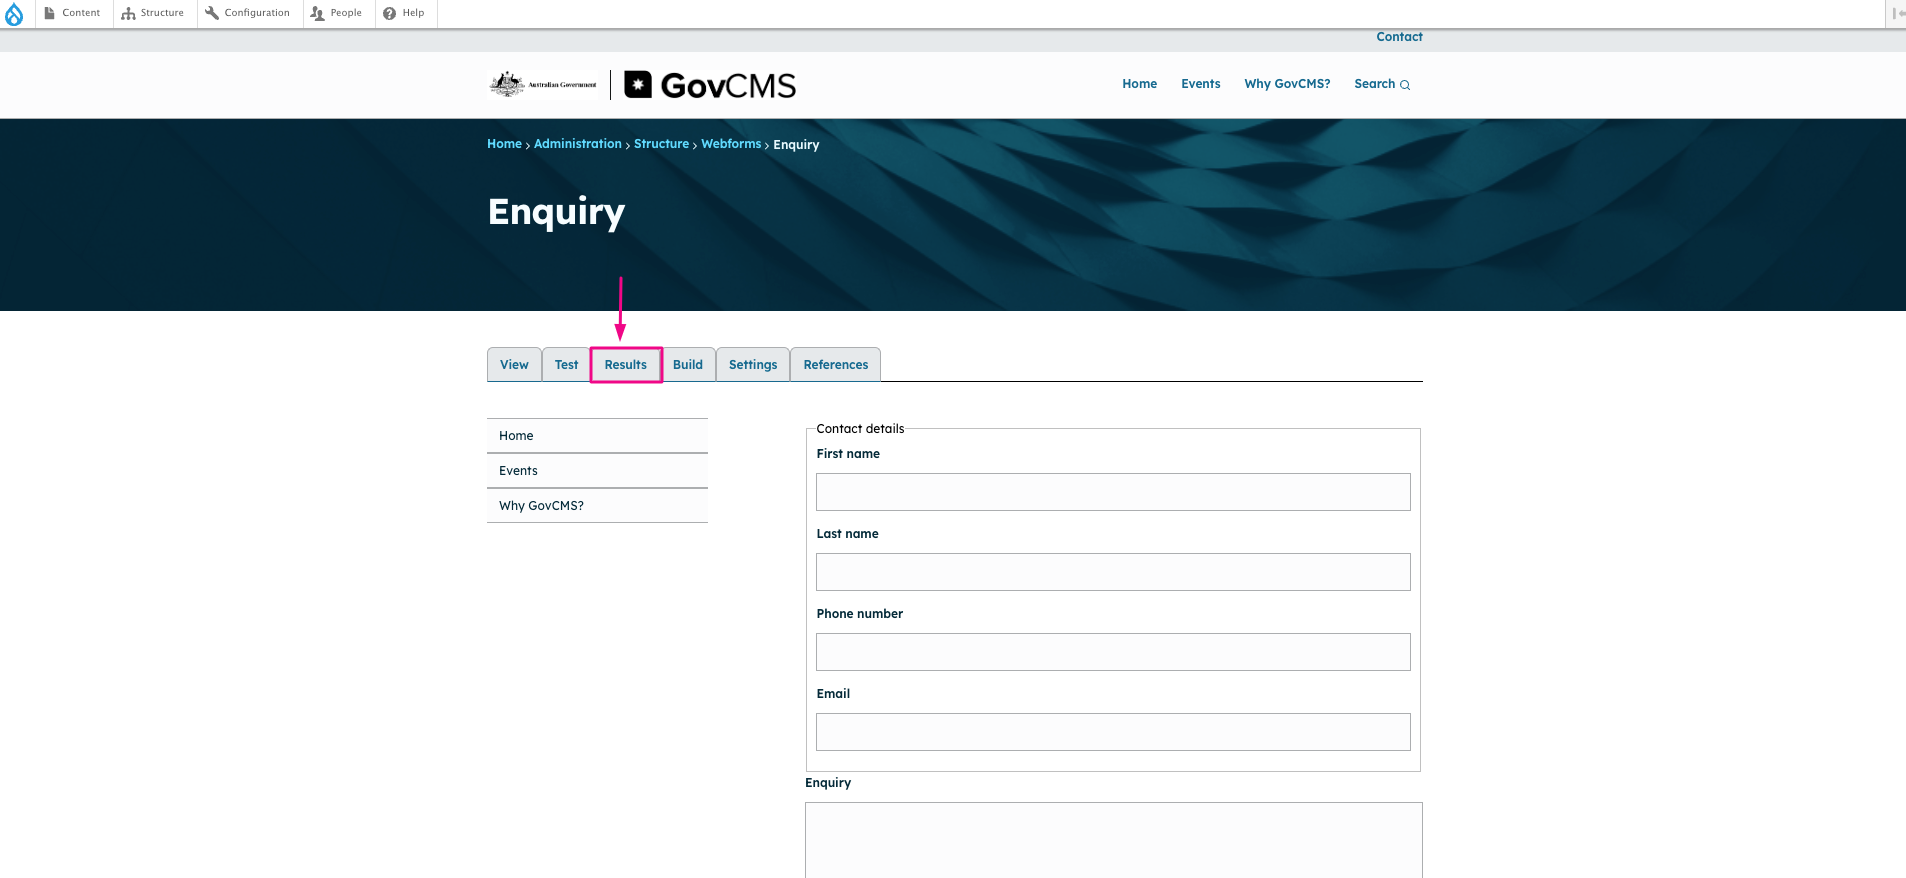 Content Structure Configuration People Help
Contact
Australian Government GovCMS
Home Events Why GovCMS? Search
Home › Administration › Structure › Webforms › Enquiry
Enquiry
View Test Results Build Settings References
Home
Events
Why GovCMS?
Contact details
First name
Last name
Phone number
Email
Enquiry